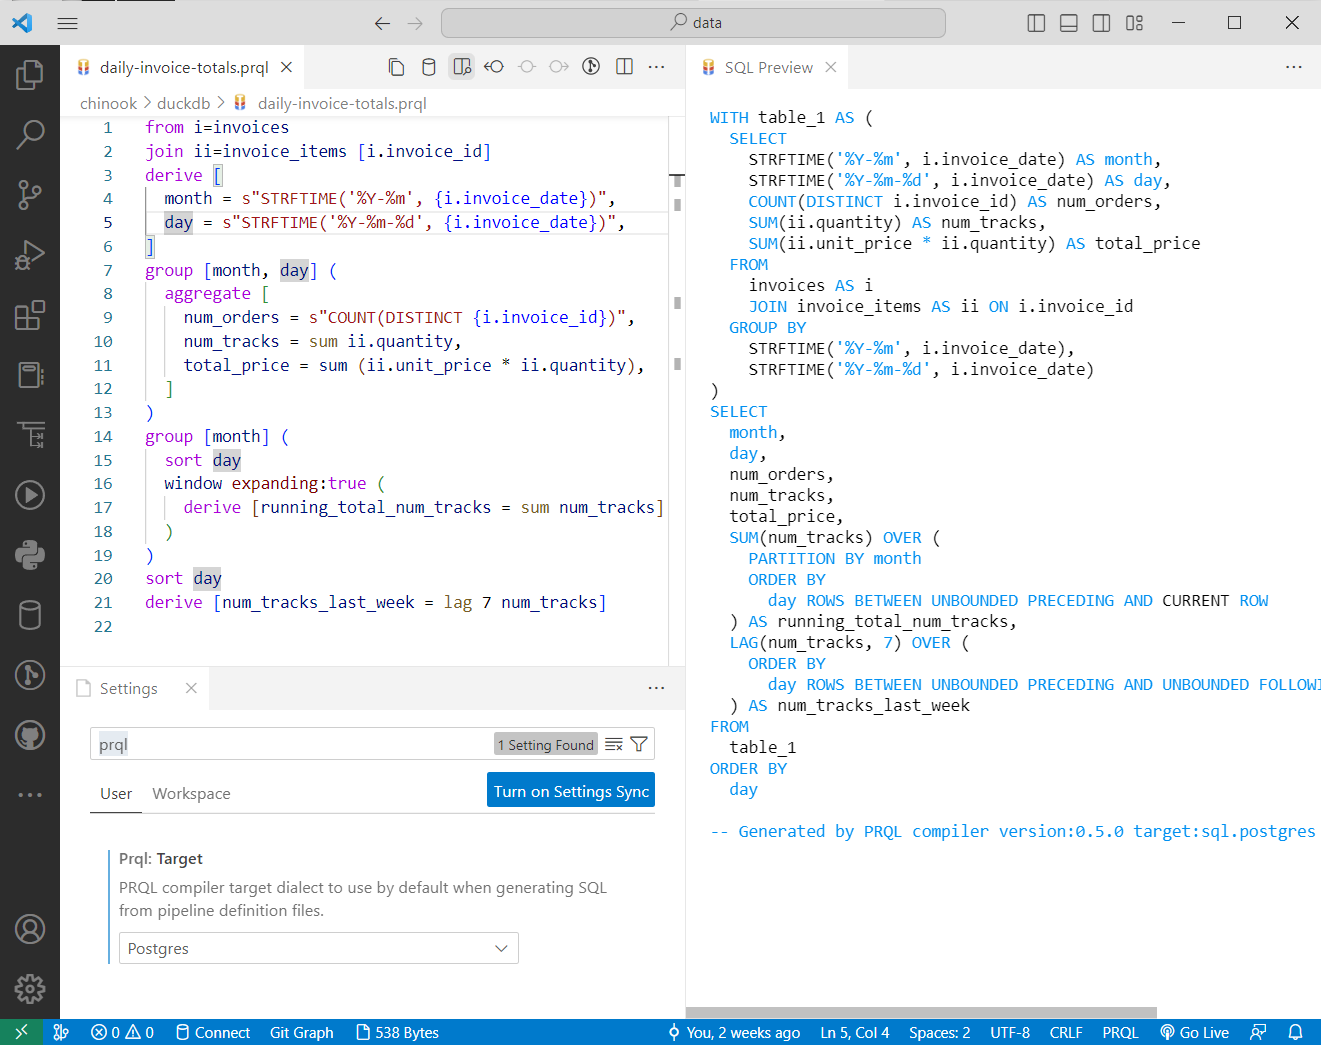 data
daily-invoice-totals.prql
chinook > duckdb > daily-invoice-totals.prql
1 from i=invoices
2 join ii=invoice_items [i.invoice_id]
3 derive [
4 month = s"STRFTIME('%Y-%m', {i.invoice_date})",
5 day = s"STRFTIME('%Y-%m-%d', {i.invoice_date})",
6 ]
7 group [month, day] (
8 aggregate [
9 num_orders = s"COUNT(DISTINCT {i.invoice_id})",
10 num_tracks = sum ii.quantity,
11 total_price = sum (ii.unit_price * ii.quantity),
12 ]
13 )
14 group [month] (
15 sort day
16 window expanding:true (
17 derive [running_total_num_tracks = sum num_tracks]
18 )
19 )
20 sort day
21 derive [num_tracks_last_week = lag 7 num_tracks]
22
Settings
prql
1 Setting Found
User
Workspace
Turn on Settings Sync
Prql: Target
PRQL compiler target dialect to use by default when generating SQL
from pipeline definition files.
Postgres
SQL Preview
WITH table_1 AS (
SELECT
STRFTIME('%Y-%m', i.invoice_date) AS month,
STRFTIME('%Y-%m-%d', i.invoice_date) AS day,
COUNT(DISTINCT i.invoice_id) AS num_orders,
SUM(ii.quantity) AS num_tracks,
SUM(ii.unit_price * ii.quantity) AS total_price
FROM
invoices AS i
JOIN invoice_items AS ii ON i.invoice_id
GROUP BY
STRFTIME('%Y-%m', i.invoice_date),
STRFTIME('%Y-%m-%d', i.invoice_date)
)
SELECT
month,
day,
num_orders,
num_tracks,
total_price,
SUM(num_tracks) OVER (
PARTITION BY month
ORDER BY
day ROWS BETWEEN UNBOUNDED PRECEDING AND CURRENT ROW
) AS running_total_num_tracks,
LAG(num_tracks, 7) OVER (
ORDER BY
day ROWS BETWEEN UNBOUNDED PRECEDING AND UNBOUNDED FOLLOWI
) AS num_tracks_last_week
FROM
table_1
ORDER BY
day
-- Generated by PRQL compiler version:0.5.0 target:sql.postgres
0 0 Connect Git Graph 538 Bytes You, 2 weeks ago Ln 5, Col 4 Spaces: 2 UTF-8 CRLF PRQL Go Live